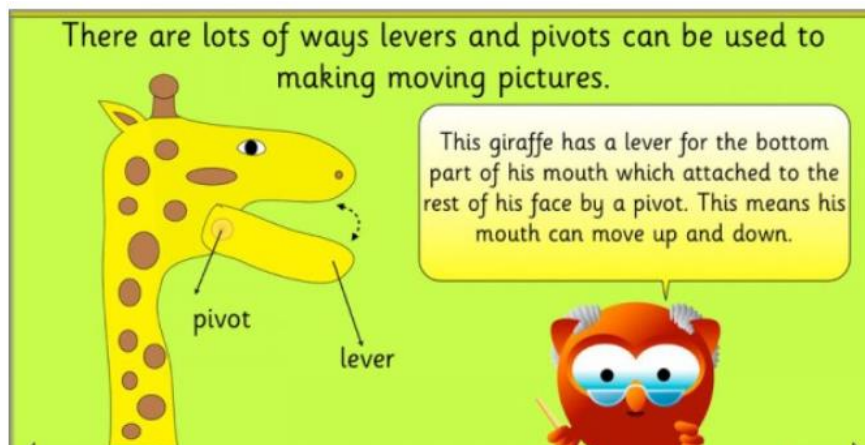 There are lots of ways levers and pivots can be used to
making moving pictures.
This giraffe has a lever for the bottom
part of his mouth which attached to the
rest of his face by a pivot. This means his
mouth can move up and down.
pivot
lever